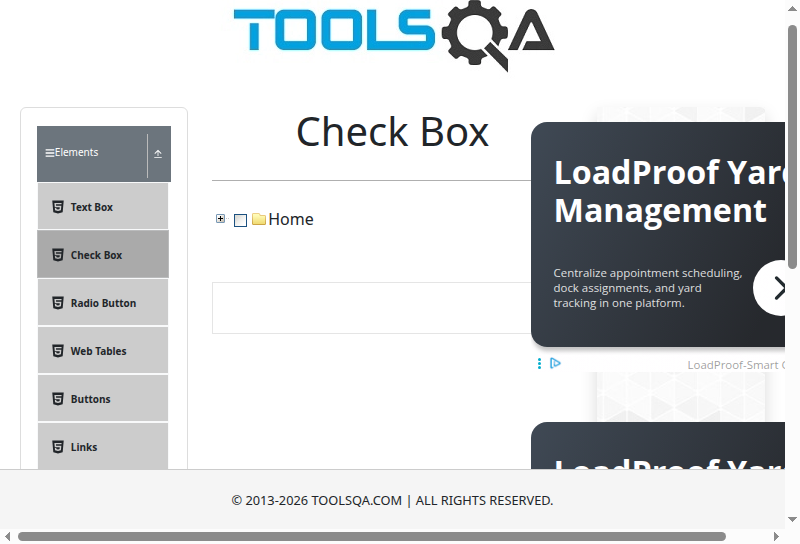 TOOLSQA
Elements
Text Box
Check Box
Radio Button
Web Tables
Buttons
Links
Check Box
Home
LoadProof Yard
Management
Centralize appointment scheduling,
dock assignments, and yard
tracking in one platform.
LoadProof-Smart
LoadProof Yard
© 2013-2026 TOOLSQA.COM | ALL RIGHTS RESERVED.